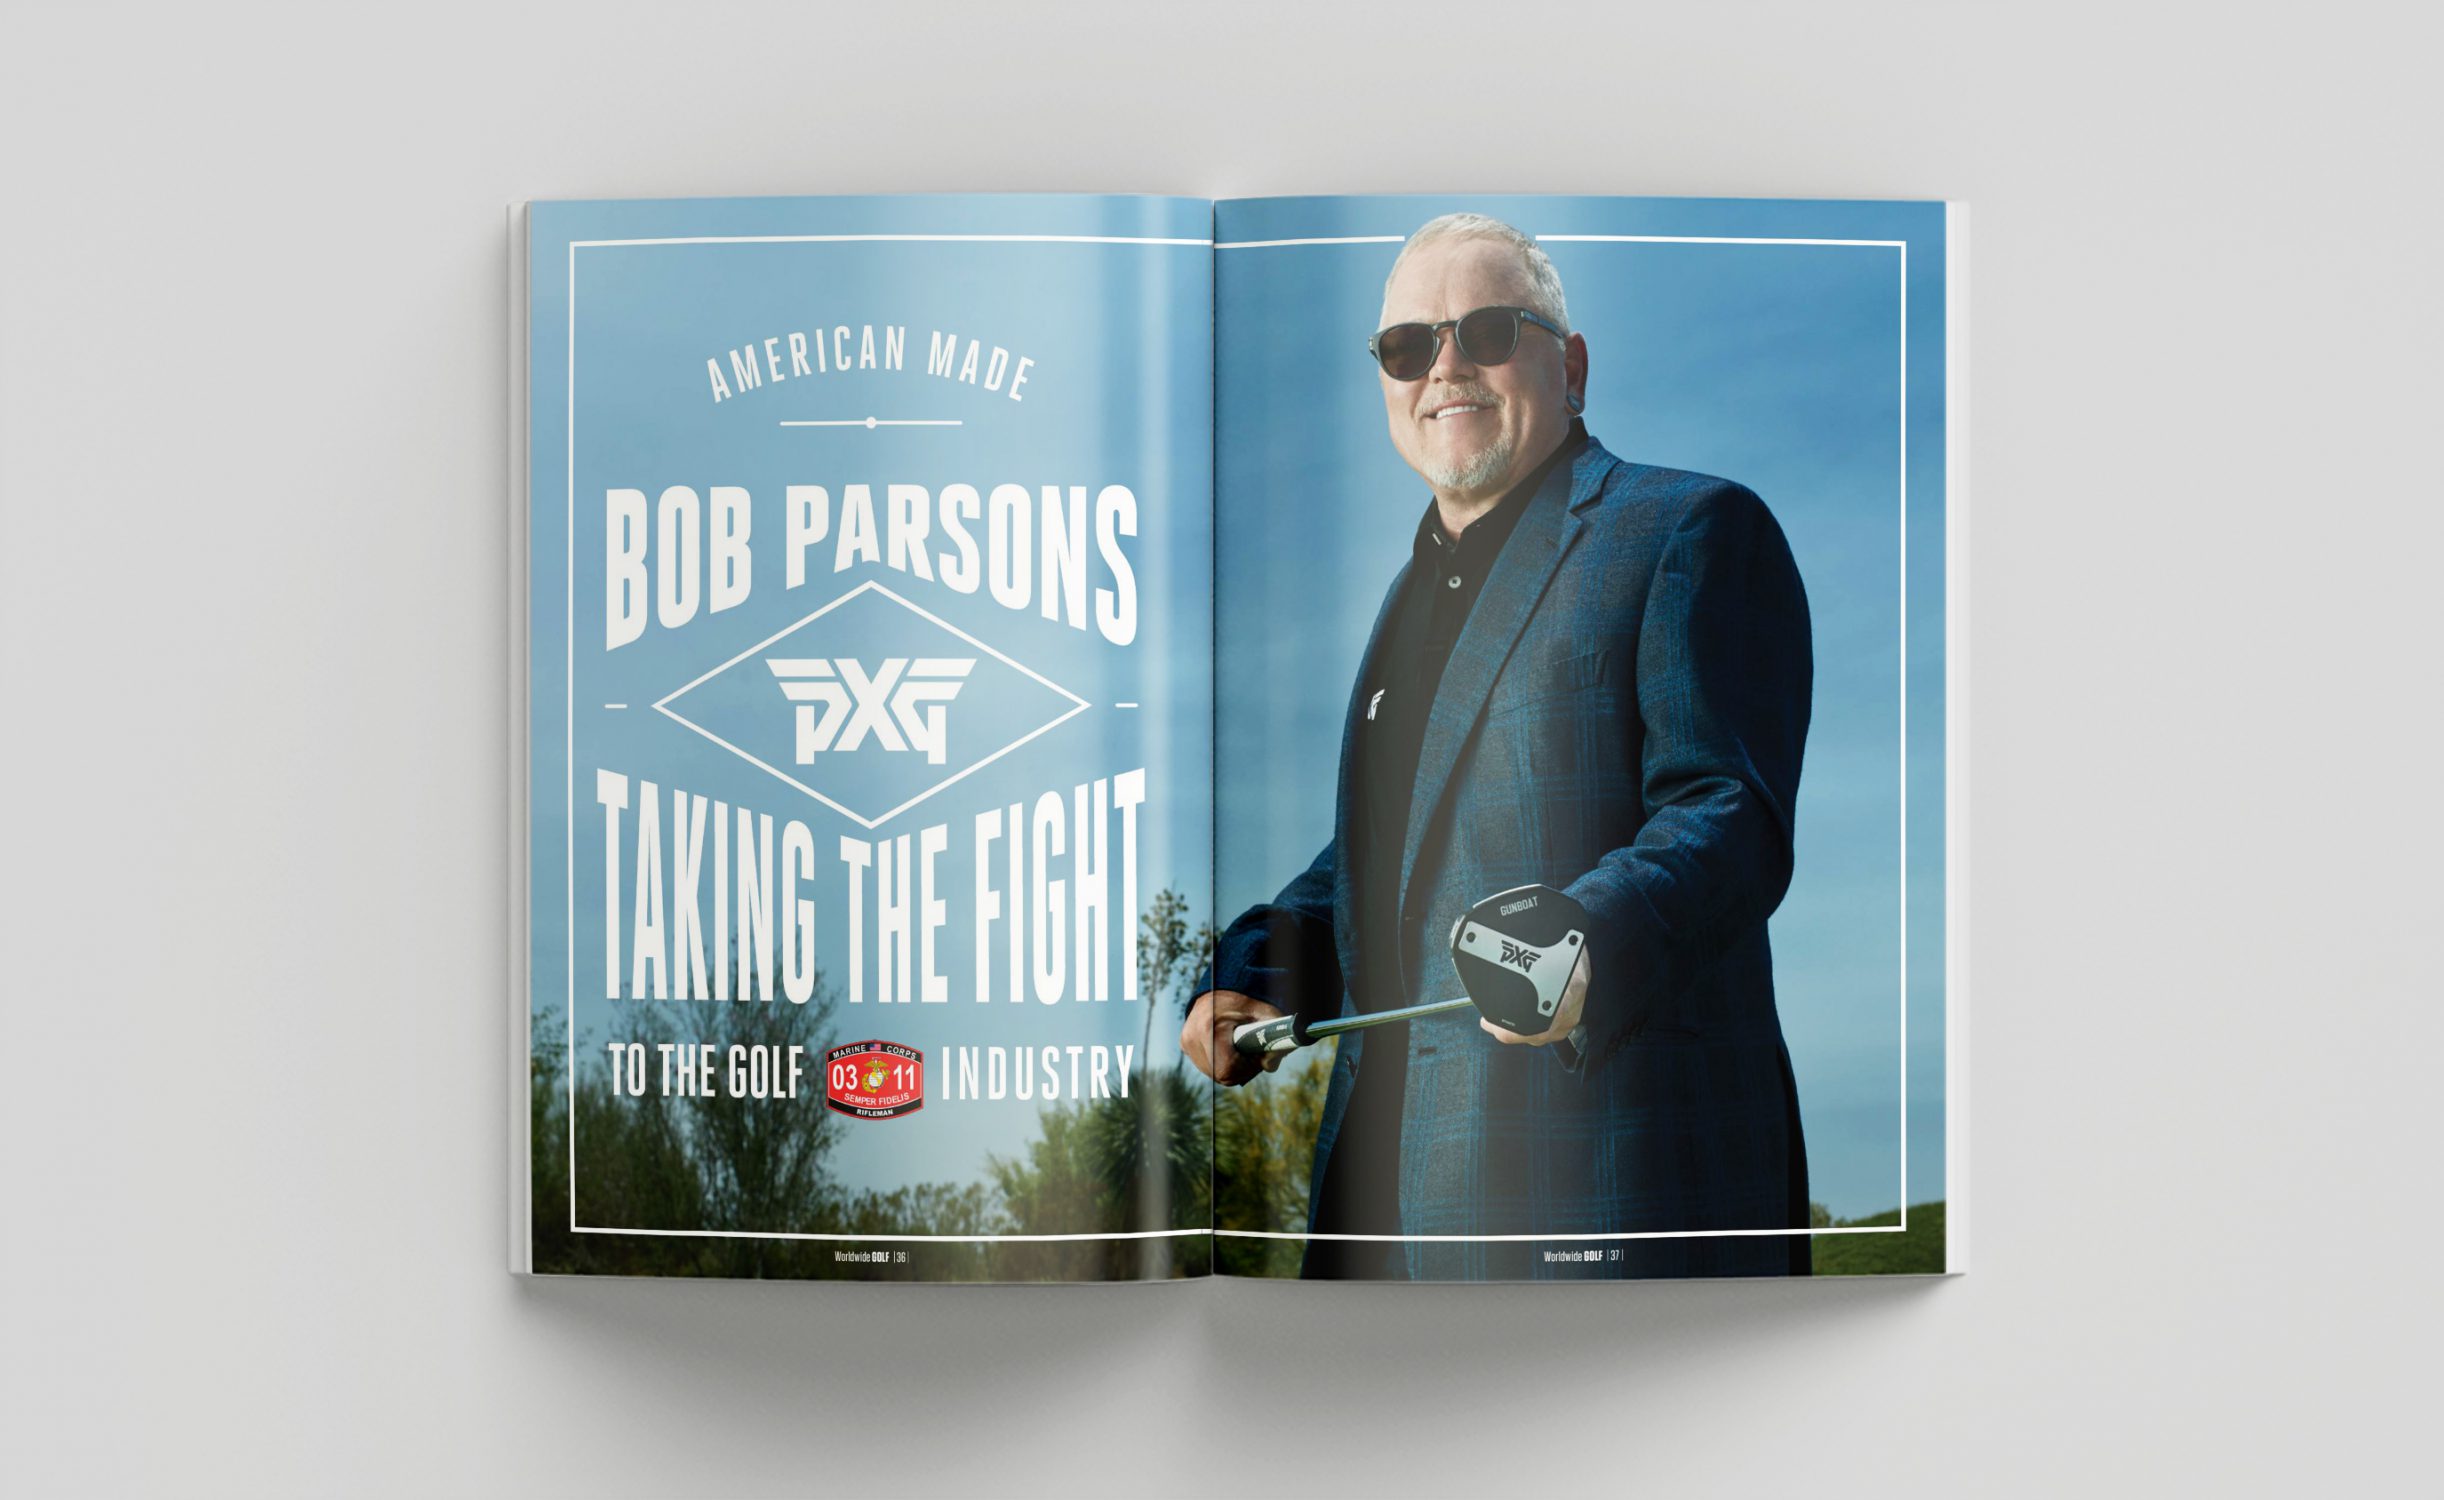 AMERICAN MADE
BOB PARSONS
PXG
TAKING THE FIGHT
TO THE GOLF
MARINE CORPS
03 11
SEMPER FIDELIS
RIFLEMAN
INDUSTRY
Worldwide GOLF | 36 |
GUNBOAT
PXG
PXG
Worldwide GOLF | 37 |